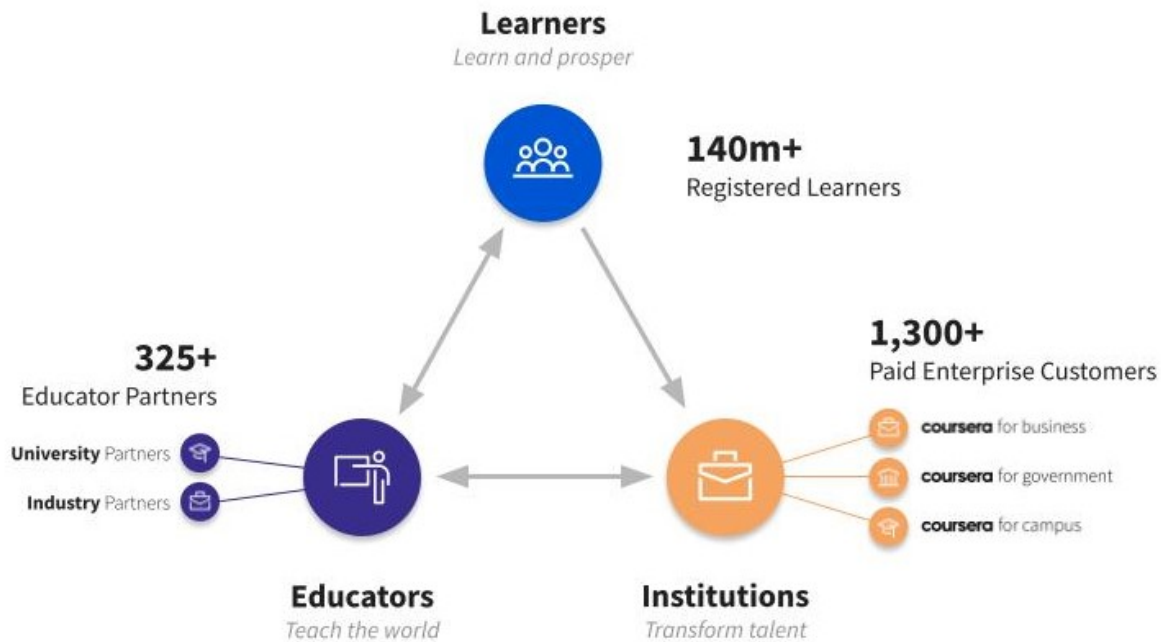 Learners
Learn and prosper
140m+
Registered Learners
325+
Educator Partners
University Partners
Industry Partners
1,300+
Paid Enterprise Customers
coursera for business
coursera for government
coursera for campus
Educators
Teach the world
Institutions
Transform talent